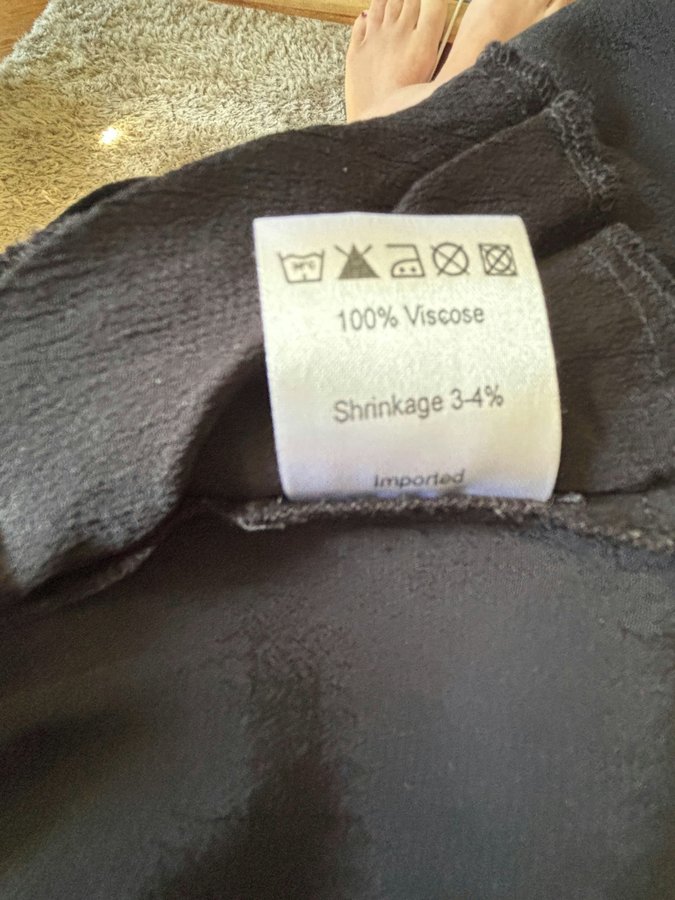 100% Viscose
Shrinkage 3-4%
Imported